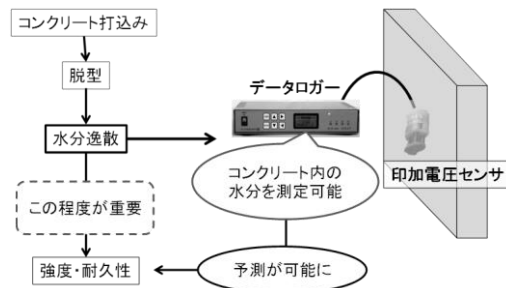 コンクリート打込み
脱型
データロガー
水分逸散
コンクリート内の
水分を測定可能
印加電圧センサ
この程度が重要
強度・耐久性
予測が可能に